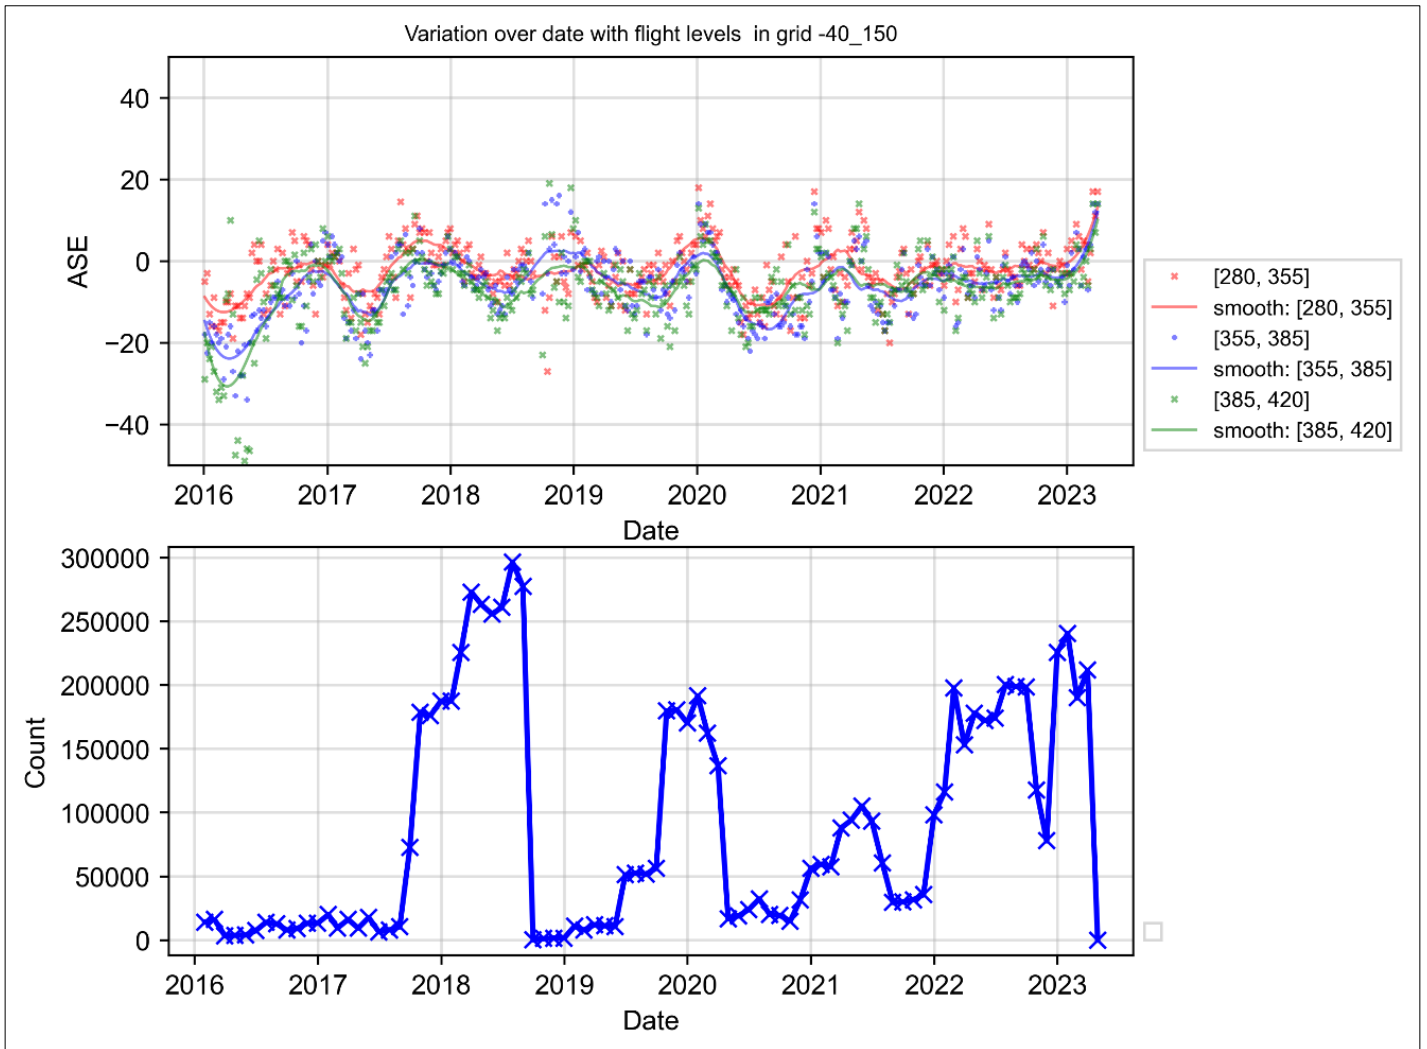 Variation over date with flight levels  in grid -40_150
ASE
40
20
0
−20
−40
2016 2017 2018 2019 2020 2021 2022 2023
Date
[280, 355]
smooth: [280, 355]
[355, 385]
smooth: [355, 385]
[385, 420]
smooth: [385, 420]
Count
300000
250000
200000
150000
100000
50000
0
2016 2017 2018 2019 2020 2021 2022 2023
Date